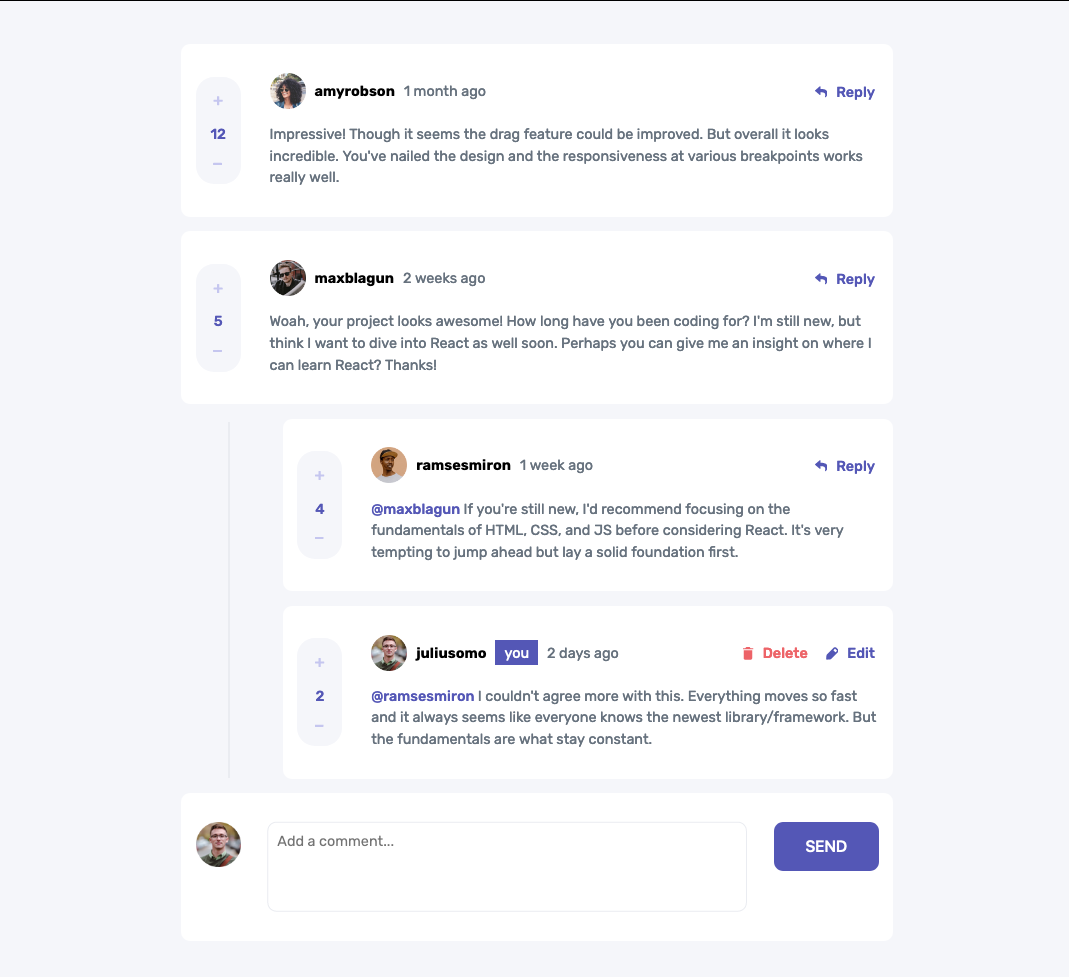 amyrobson 1 month ago Reply
+
12
−
Impressive! Though it seems the drag feature could be improved. But overall it looks
incredible. You've nailed the design and the responsiveness at various breakpoints works
really well.
maxblagun 2 weeks ago Reply
+
5
−
Woah, your project looks awesome! How long have you been coding for? I'm still new, but
think I want to dive into React as well soon. Perhaps you can give me an insight on where I
can learn React? Thanks!
ramsesmiron 1 week ago Reply
+
4
−
@maxblagun If you're still new, I'd recommend focusing on the
fundamentals of HTML, CSS, and JS before considering React. It's very
tempting to jump ahead but lay a solid foundation first.
juliusomo you 2 days ago Delete Edit
+
2
−
@ramsesmiron I couldn't agree more with this. Everything moves so fast
and it always seems like everyone knows the newest library/framework. But
the fundamentals are what stay constant.
Add a comment...
SEND